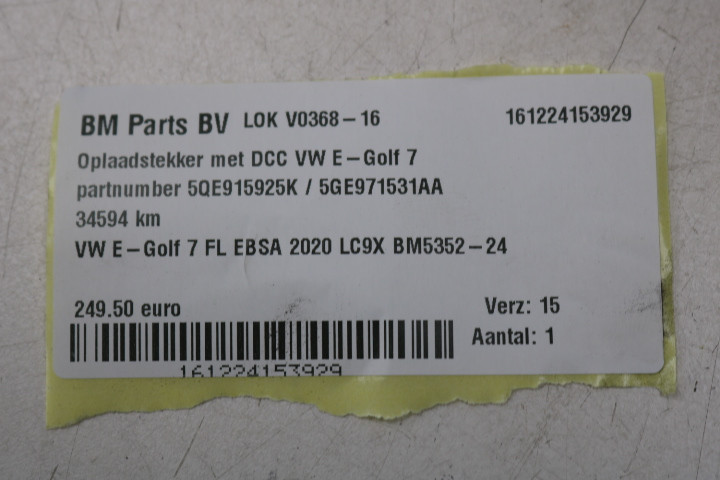 BM Parts BV LOK V0368-16 161224153929
Oplaadstekker met DCC VW E-Golf 7
partnumber 5QE915925K / 5GE971531AA
34594 km
VW E-Golf 7 FL EBSA 2020 LC9X BM5352-24
249.50 euro Verz: 15
Aantal: 1
161224153929